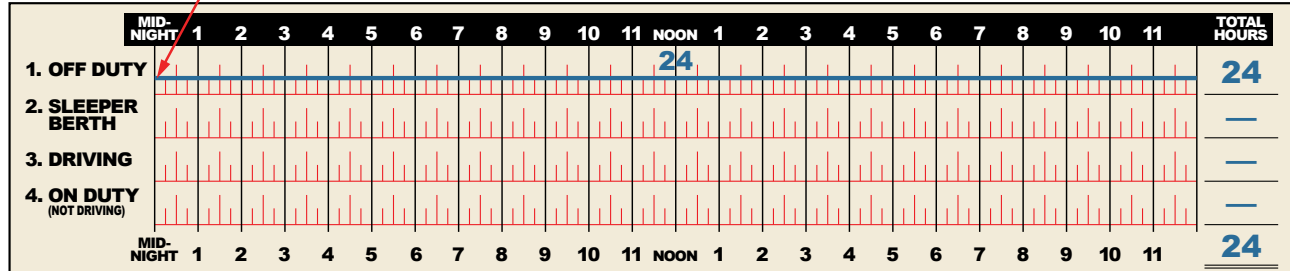 MID-NIGHT 1 2 3 4 5 6 7 8 9 10 11 NOON 1 2 3 4 5 6 7 8 9 10 11 TOTAL HOURS
24
1. OFF DUTY 24
2. SLEEPER BERTH —
3. DRIVING —
4. ON DUTY —
(NOT DRIVING)
MID-NIGHT 1 2 3 4 5 6 7 8 9 10 11 NOON 1 2 3 4 5 6 7 8 9 10 11 24